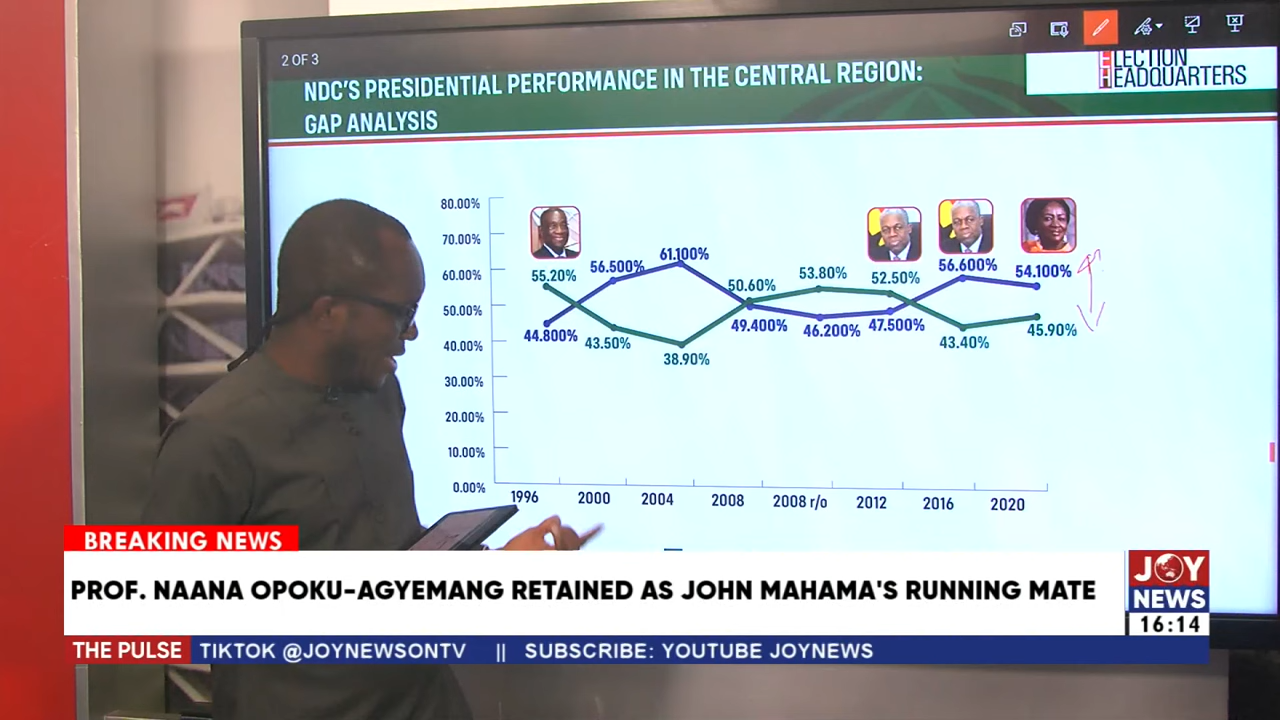 2 OF 3
NDC'S PRESIDENTIAL PERFORMANCE IN THE CENTRAL REGION:
GAP ANALYSIS
ELECTION
HEADQUARTERS
80.00%
70.00%
60.00%
50.00%
40.00%
30.00%
20.00%
10.00%
0.00%
55.20%
56.500%
61.100%
50.60%
53.80%
52.50%
56.600%
54.100%
44.800%
43.50%
38.90%
49.400%
46.200%
47.500%
43.40%
45.90%
1996 2000 2004 2008 2008 r/o 2012 2016 2020
BREAKING NEWS
PROF. NAANA OPOKU-AGYEMANG RETAINED AS JOHN MAHAMA'S RUNNING MATE
JOY
NEWS
16:14
THE PULSE TIKTOK @JOYNEWSONTV || SUBSCRIBE: YOUTUBE JOYNEWS